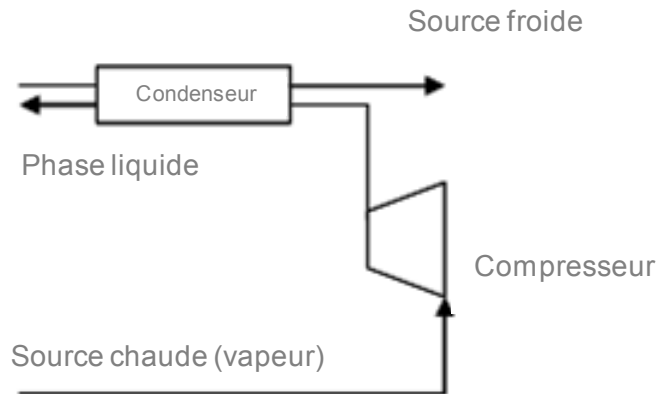 Source froide
Condenseur
Phase liquide
Compresseur
Source chaude (vapeur)